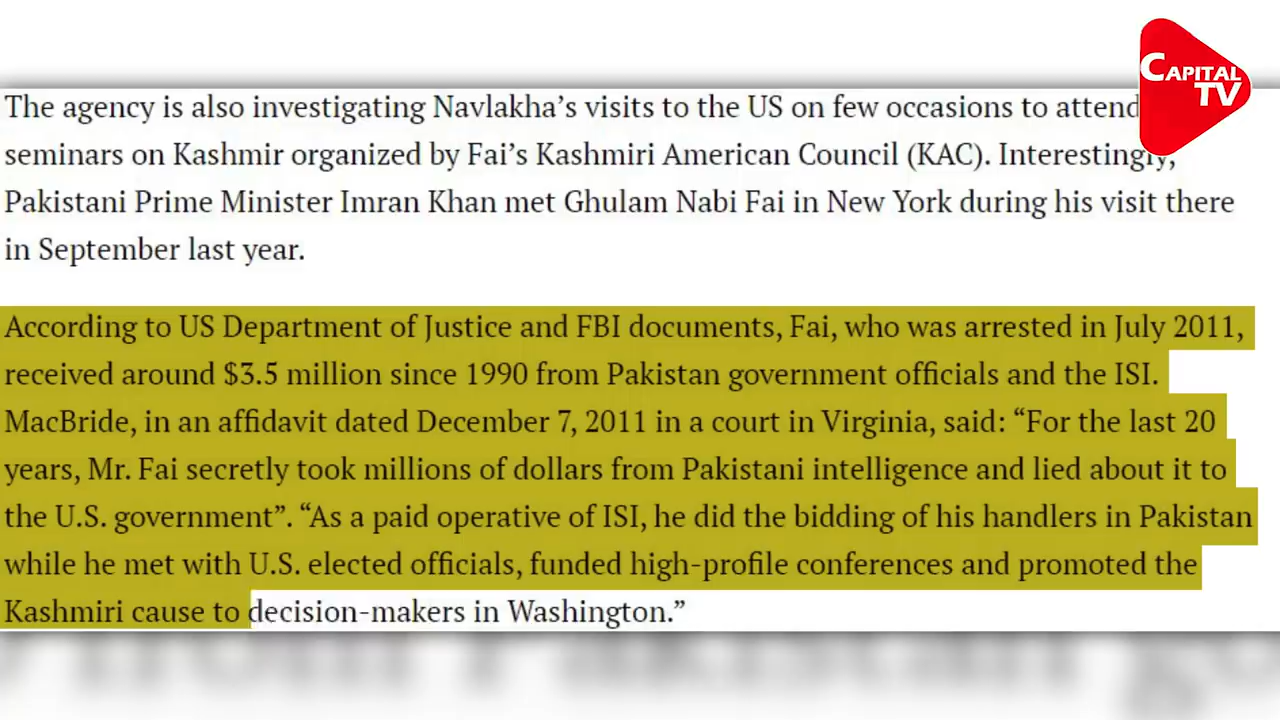 CAPITAL
TV
The agency is also investigating Navlakha’s visits to the US on few occasions to attend
seminars on Kashmir organized by Fai’s Kashmiri American Council (KAC). Interestingly,
Pakistani Prime Minister Imran Khan met Ghulam Nabi Fai in New York during his visit there
in September last year.
According to US Department of Justice and FBI documents, Fai, who was arrested in July 2011,
received around $3.5 million since 1990 from Pakistan government officials and the ISI.
MacBride, in an affidavit dated December 7, 2011 in a court in Virginia, said: “For the last 20
years, Mr. Fai secretly took millions of dollars from Pakistani intelligence and lied about it to
the U.S. government”. “As a paid operative of ISI, he did the bidding of his handlers in Pakistan
while he met with U.S. elected officials, funded high-profile conferences and promoted the
Kashmiri cause to decision-makers in Washington.”